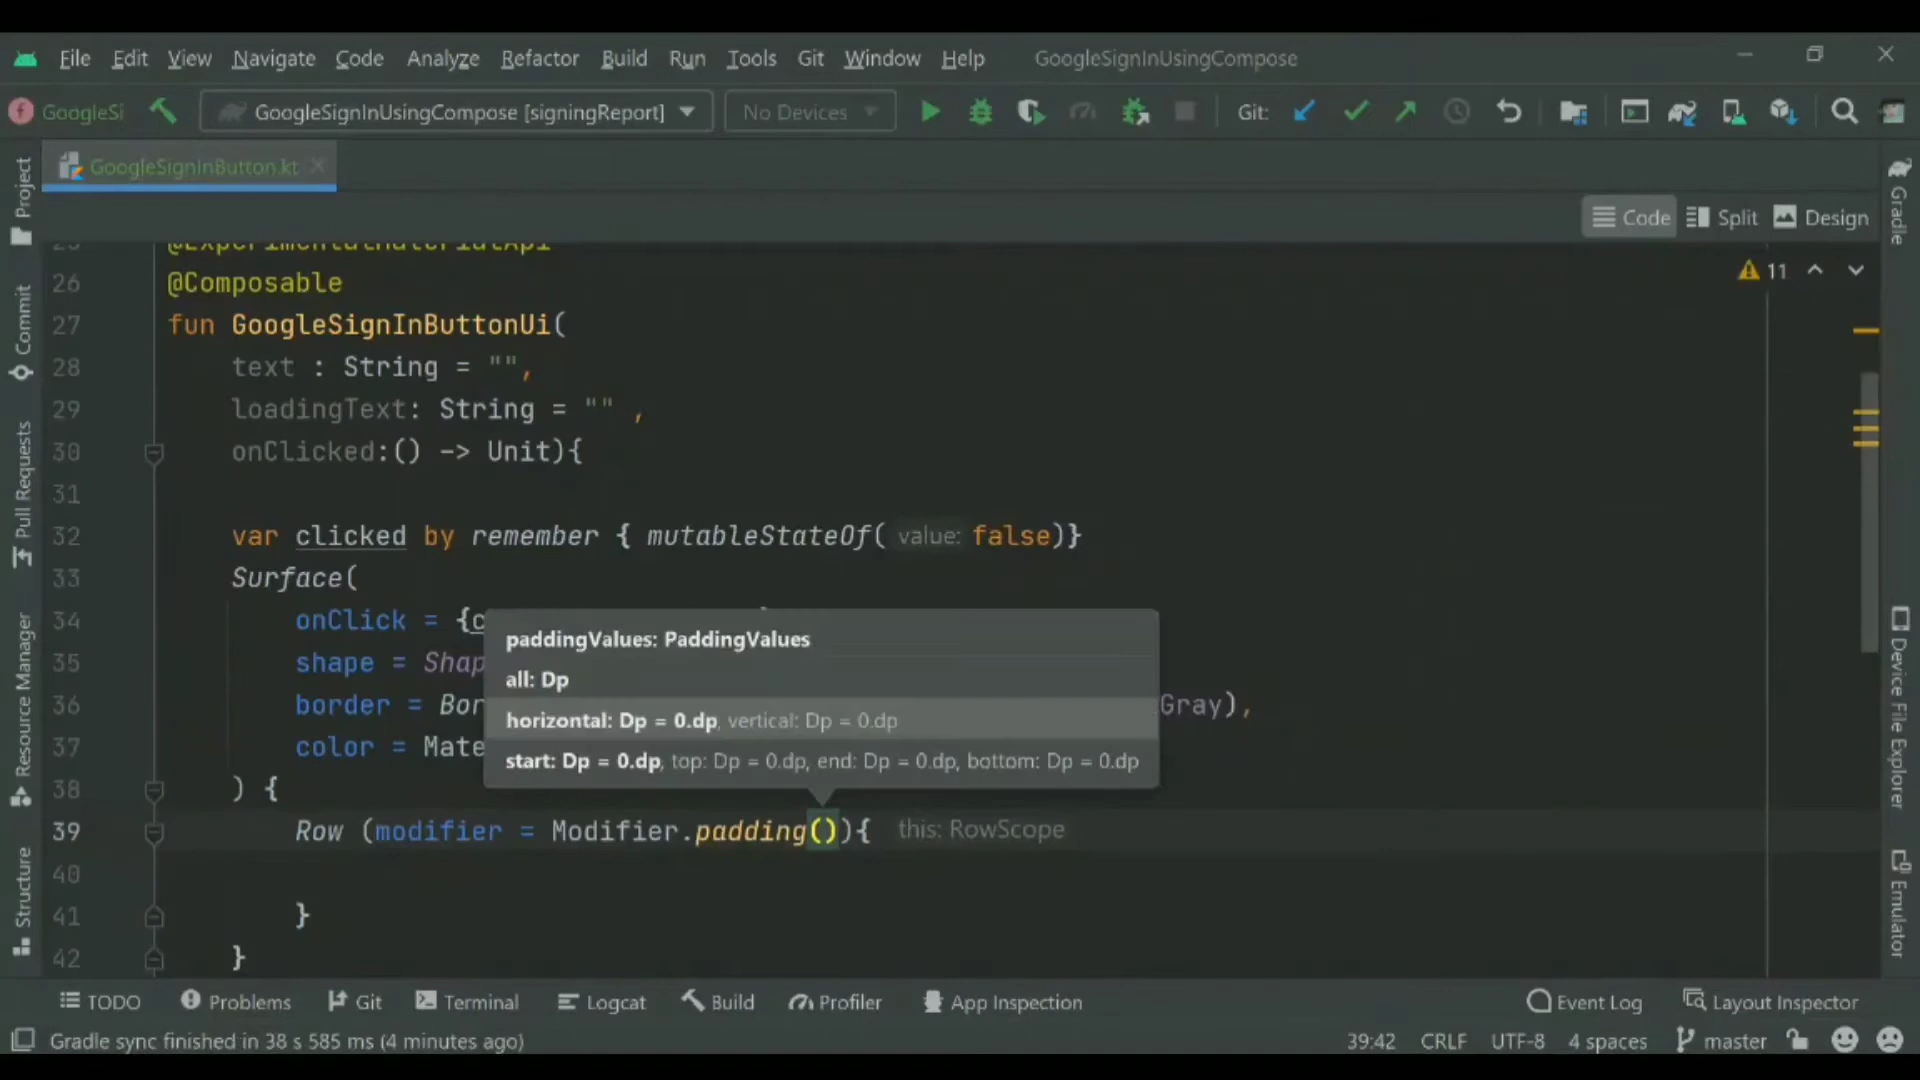 File Edit View Navigate Code Analyze Refactor Build Run Tools Git Window Help GoogleSignInUsingCompose
GoogleSi GoogleSignInUsingCompose [signingReport] No Devices Git:
GoogleSignInButton.kt
Code Split Design
25 @ExperimentalMaterialApi
26 @Composable 11
27 fun GoogleSignInButtonUi(
28 text : String = "",
29 loadingText: String = "" ,
30 onClicked:() -> Unit){
31
32 var clicked by remember { mutableStateOf( value: false)}
33 Surface(
34 onClick = {c
paddingValues: PaddingValues
35 shape = Shap
all: Dp
36 border = Bor Gray),
horizontal: Dp = 0.dp, vertical: Dp = 0.dp
37 color = Mate
start: Dp = 0.dp, top: Dp = 0.dp, end: Dp = 0.dp, bottom: Dp = 0.dp
38 ) {
39 Row (modifier = Modifier.padding()){ this: RowScope
40
41 }
42 }
Project
Commit
Pull Requests
Resource Manager
Structure
Gradle
Device File Explorer
Emulator
TODO Problems Git Terminal Logcat Build Profiler App Inspection Event Log Layout Inspector
Gradle sync finished in 38 s 585 ms (4 minutes ago) 39:42 CRLF UTF-8 4 spaces master